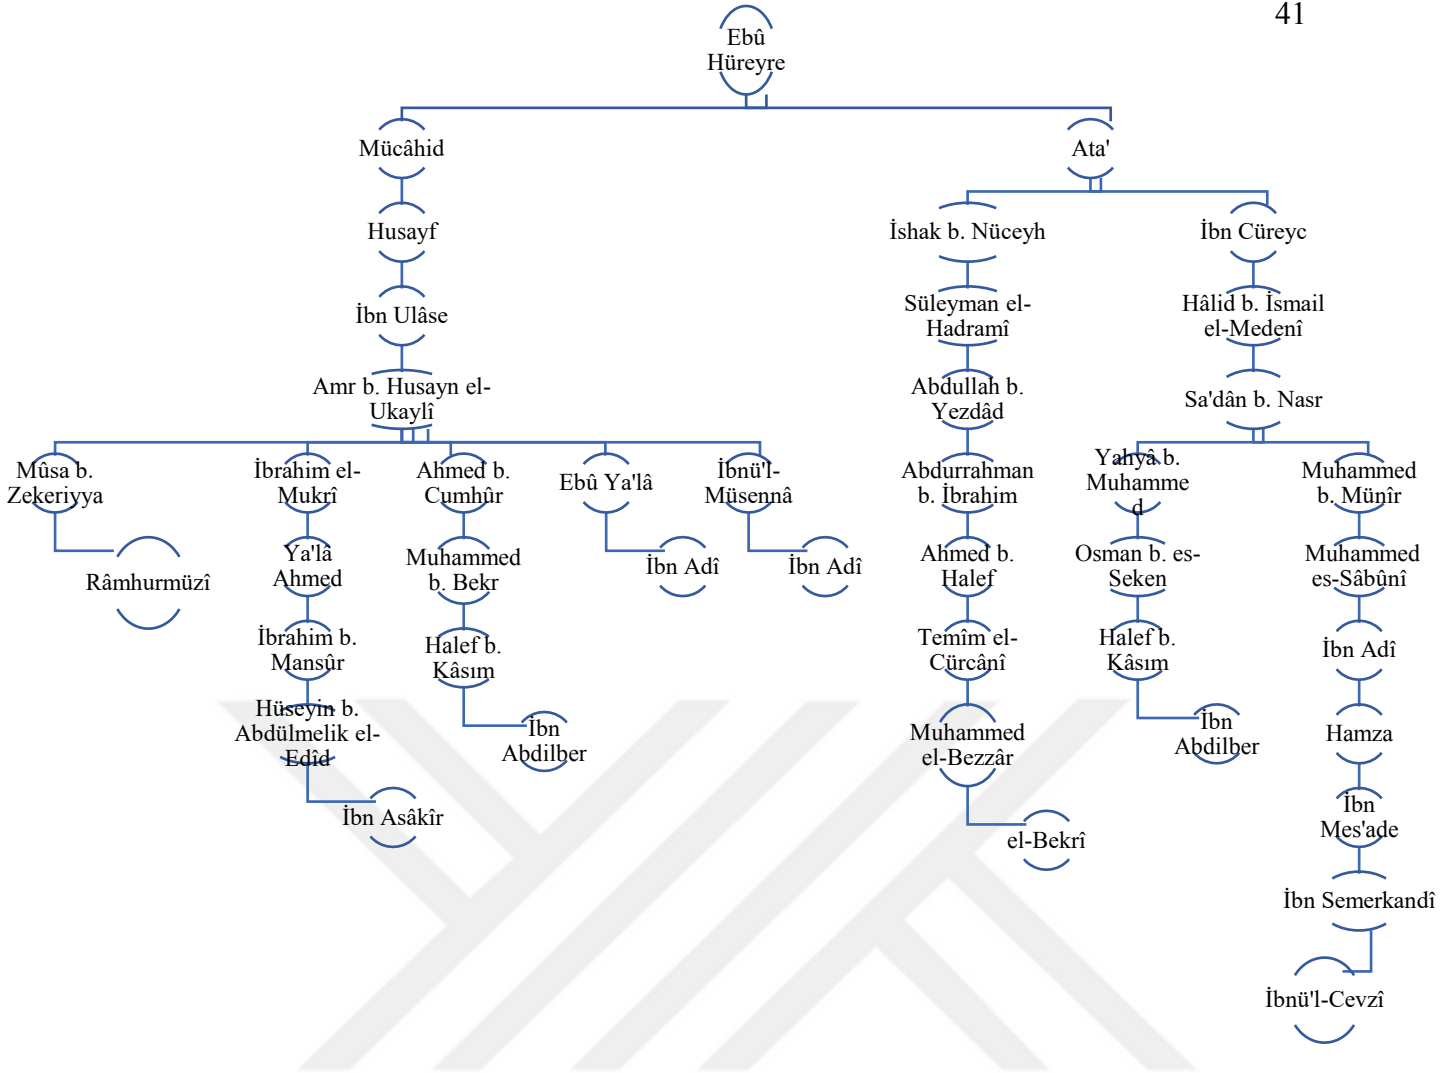 41
Ebû
Hüreyre
Mücâhid
Ata'
Husayf
İshak b. Nüceyh
İbn Cüreyc
İbn Ulâse
Süleyman el-
Hadramî
Hâlid b. İsmail
el-Medenî
Amr b. Husayn el-
Ukaylî
Abdullah b.
Yezdâd
Sa'dân b. Nasr
Mûsa b.
Zekeriyya
İbrahim el-
Mukrî
Ahmed b.
Cumhûr
Ebû Ya'lâ
İbnü'l-
Müsennâ
Abdurrahman
b. İbrahim
Yahyâ b.
Muhamme
d
Muhammed
b. Münîr
Râmhurmüzî
Ya'lâ
Ahmed
Muhammed
b. Bekr
İbn Adî
İbn Adî
Ahmed b.
Halef
Osman b. es-
Seken
Muhammed
es-Sâbûnî
İbrahim b.
Mansûr
Halef b.
Kâsım
Temîm el-
Cürcânî
Halef b.
Kâsım
İbn Adî
Hüseyin b.
Abdülmelik el-
Edîd
İbn
Abdilber
Muhammed
el-Bezzâr
İbn
Abdilber
Hamza
İbn Asâkîr
el-Bekrî
İbn
Mes'ade
İbn Semerkandî
İbnü'l-Cevzî